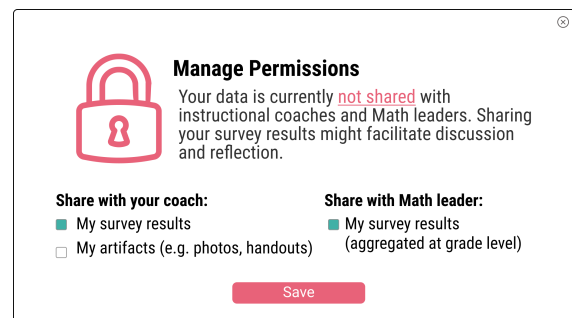 Manage Permissions
Your data is currently not shared with
instructional coaches and Math leaders. Sharing
your survey results might facilitate discussion
and reflection.
Share with your coach:
My survey results
My artifacts (e.g. photos, handouts)
Share with Math leader:
My survey results
(aggregated at grade level)
Save